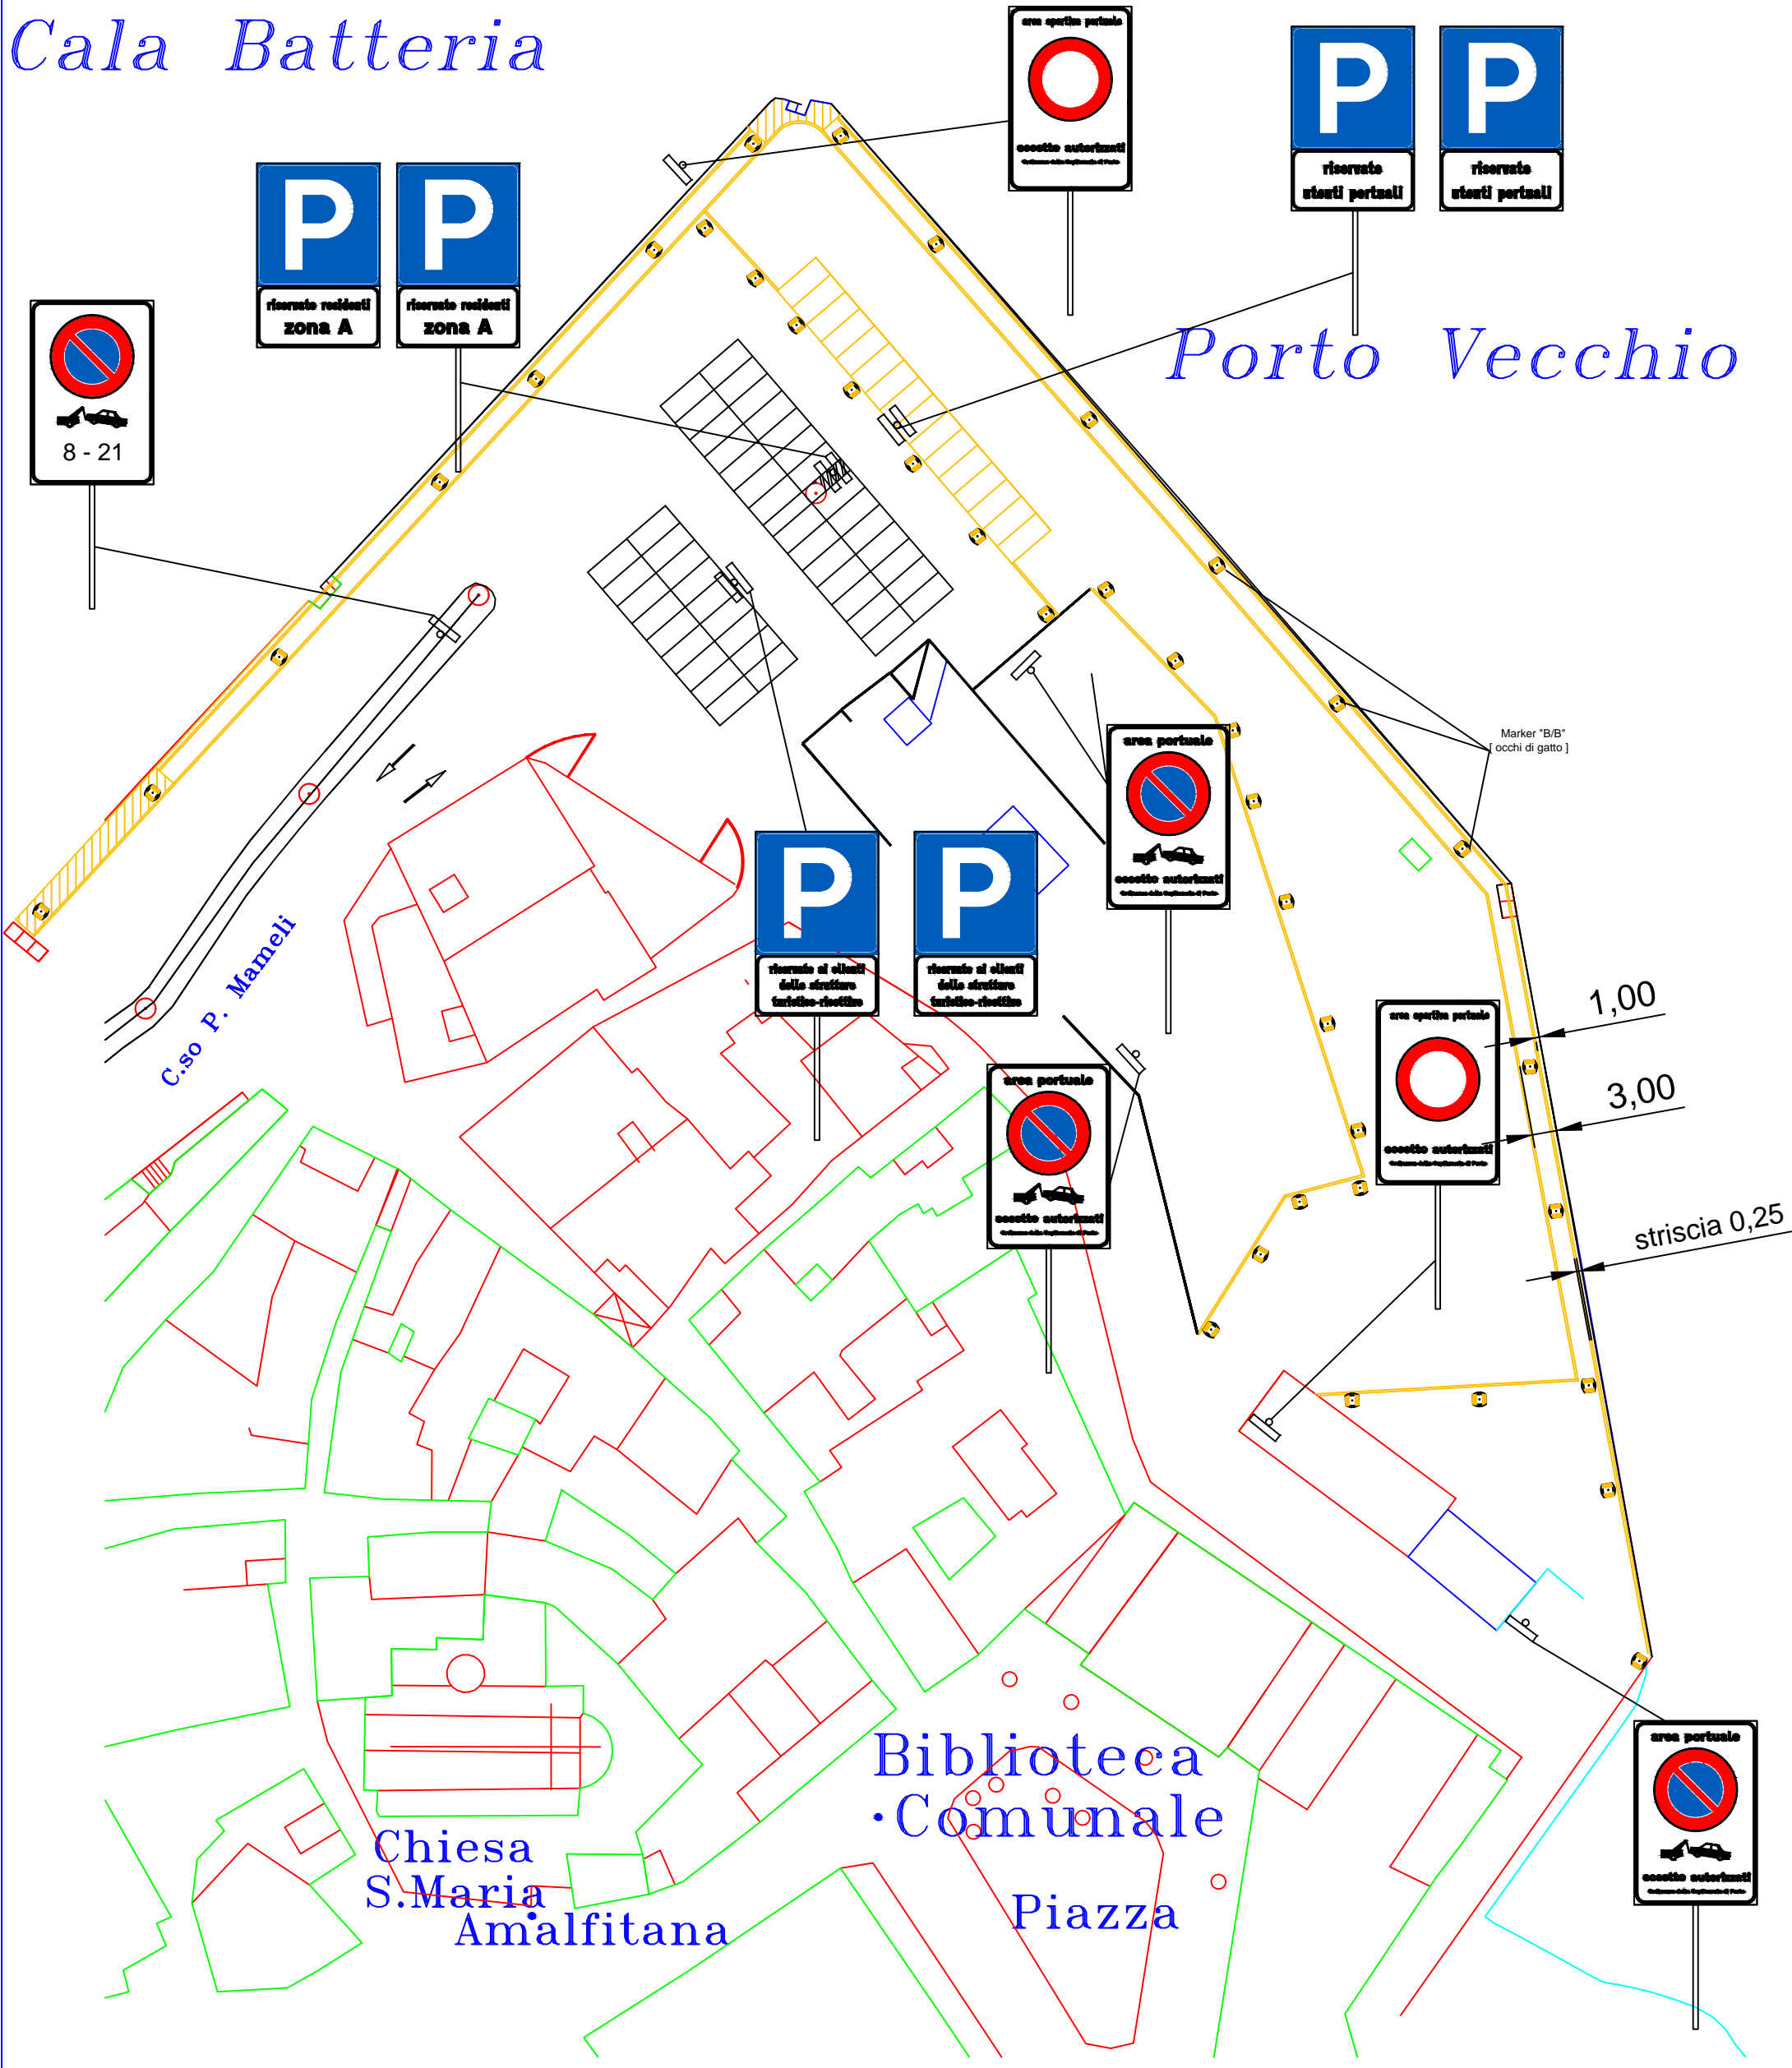 Cala Batteria
area operativa portuale
eccetto autorizzati
P
riservato
utenti portuali
P
riservato
utenti portuali
P
riservato residenti
zona A
P
riservato residenti
zona A
8 - 21
Porto Vecchio
Marker "B/B"
[ occhi di gatto ]
area portuale
eccetto autorizzati
P
riservato ai clienti
delle strutture
turistico-ricettive
P
riservato ai clienti
delle strutture
turistico-ricettive
C.so P. Mameli
1,00
area operativa portuale
eccetto autorizzati
3,00
area portuale
eccetto autorizzati
striscia 0,25
Biblioteca
Comunale
area portuale
eccetto autorizzati
Chiesa
S.Maria
Amalfitana
Piazza